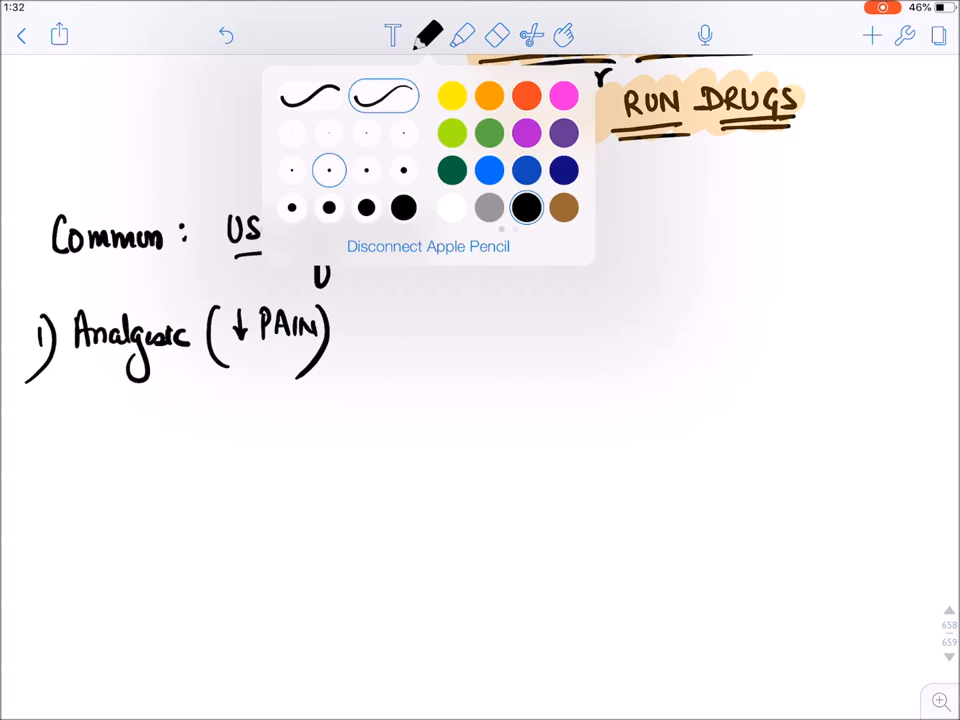 1:32
46%
T
r
RUN DRUGS
Common : US
Disconnect Apple Pencil
1) Analgesic ( ↓ PAIN )
658
659